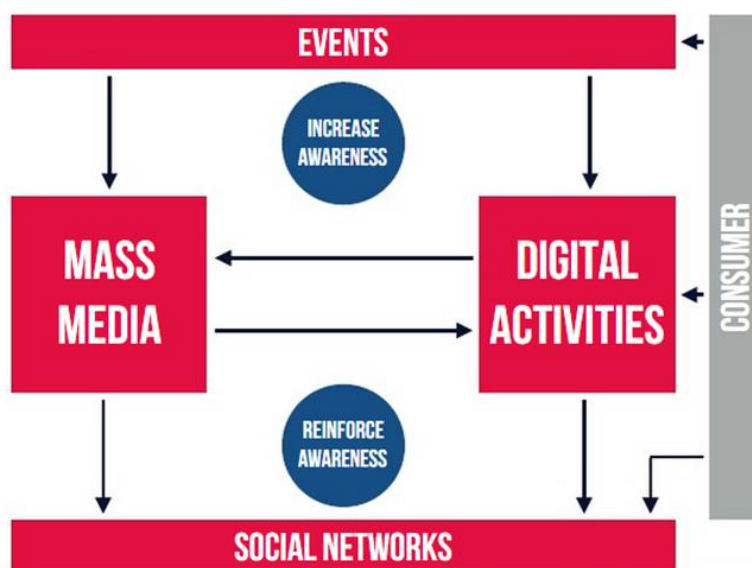 EVENTS
INCREASE
AWARENESS
MASS
MEDIA
DIGITAL
ACTIVITIES
CONSUMER
REINFORCE
AWARENESS
SOCIAL NETWORKS